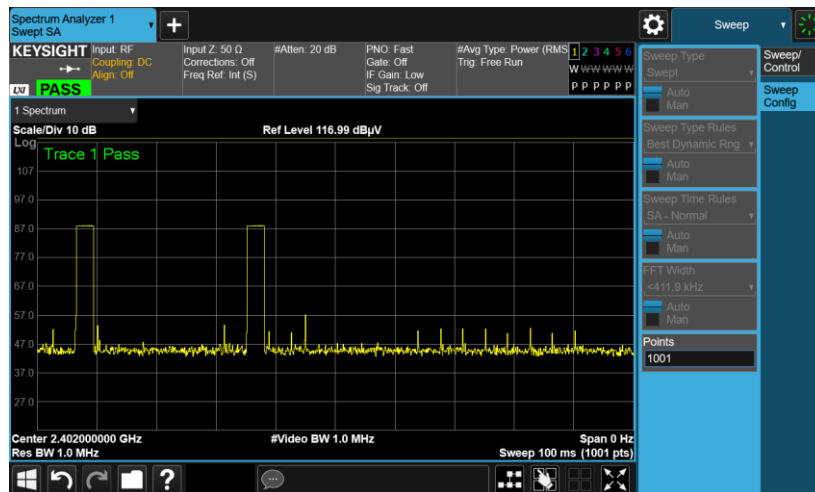 Spectrum Analyzer 1
Swept SA
+
Sweep
KEYSIGHT
Input: RF
Coupling: DC
Align: Off
Input Z: 50 Ω
Corrections: Off
Freq Ref: Int (S)
#Atten: 20 dB
PNO: Fast
Gate: Off
IF Gain: Low
Sig Track: Off
#Avg Type: Power (RMS
Trig: Free Run
1 2 3 4 5 6
W W W W W W
P P P P P P
LXI
PASS
1 Spectrum
Scale/Div 10 dB
Ref Level 116.99 dBµV
Log
Trace 1 Pass
107
97.0
87.0
77.0
67.0
57.0
47.0
37.0
27.0
Center 2.402000000 GHz
#Video BW 1.0 MHz
Span 0 Hz
Res BW 1.0 MHz
Sweep 100 ms (1001 pts)
Sweep Type
Swept
Auto
Man
Sweep Type Rules
Best Dynamic Rng
Auto
Man
Sweep Time Rules
SA - Normal
Auto
Man
FFT Width
<411.9 kHz
Auto
Man
Points
1001
Sweep/
Control
Sweep
Config
?